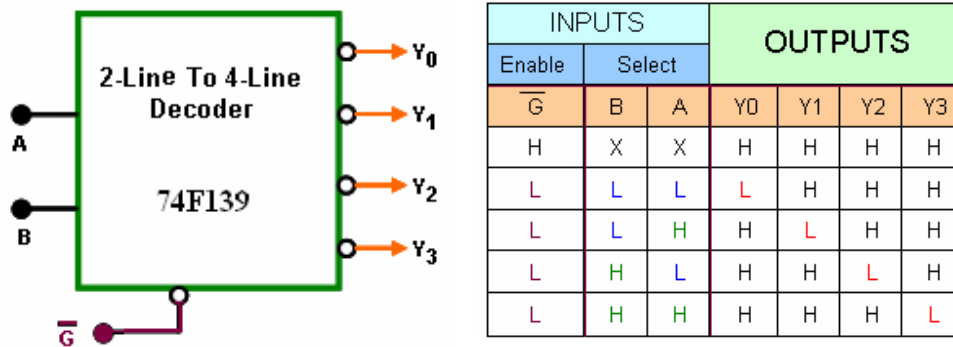 2-Line To 4-Line
Decoder
74F139
A
B
G
Y0
Y1
Y2
Y3
INPUTS OUTPUTS
Enable Select
G B A Y0 Y1 Y2 Y3
H X X H H H H
L L L L H H H
L L H H L H H
L H L H H L H
L H H H H H L